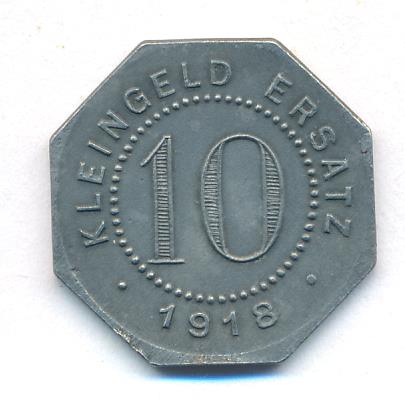 KLEINGELD ERSATZ
10
· 1918 ·